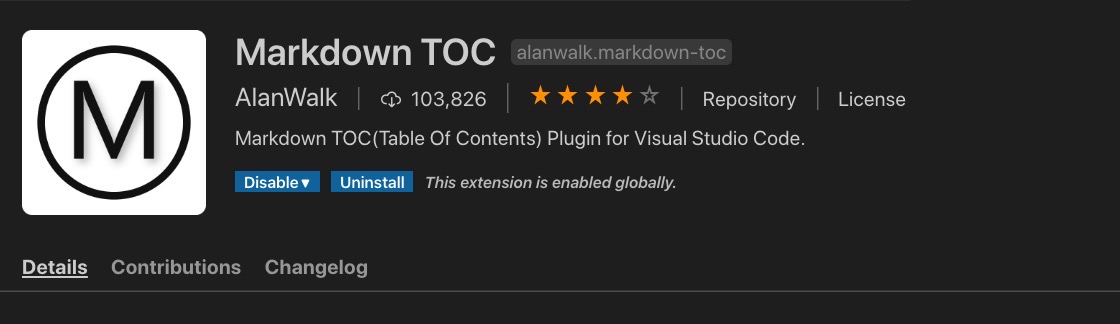 M
Markdown TOC alanwalk.markdown-toc
AlanWalk 103,826 Repository License
Markdown TOC(Table Of Contents) Plugin for Visual Studio Code.
Disable Uninstall This extension is enabled globally.
Details Contributions Changelog